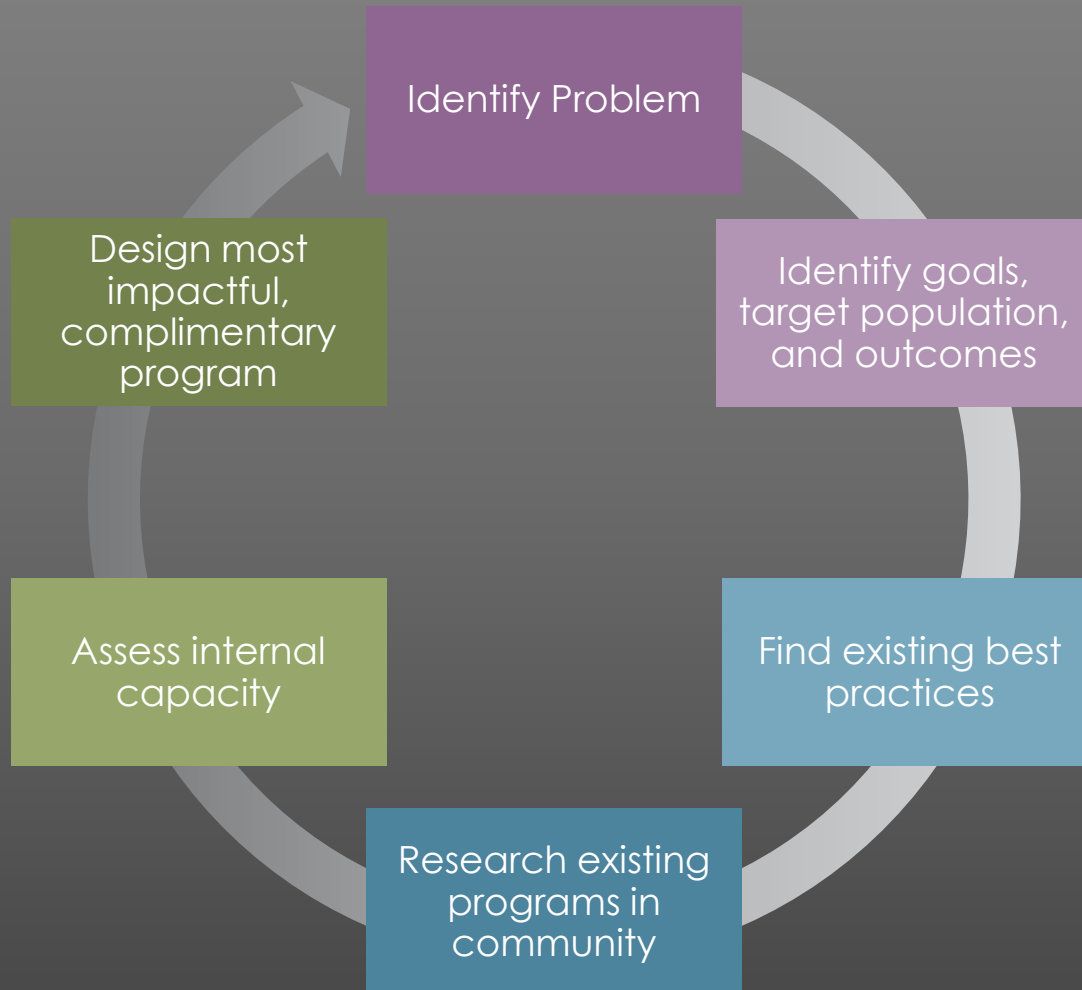 Identify Problem
Identify goals,
target population,
and outcomes
Find existing best
practices
Research existing
programs in
community
Assess internal
capacity
Design most
impactful,
complimentary
program